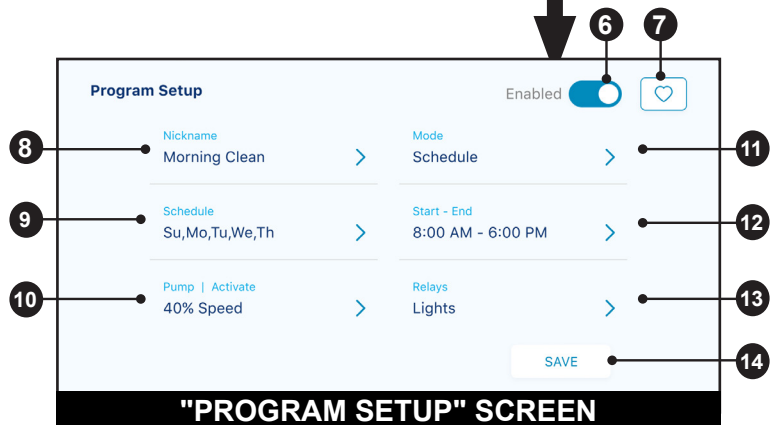 6 7
Program Setup Enabled
Nickname Mode
8 Morning Clean Schedule 11
Schedule Start - End
9 Su,Mo,Tu,We,Th 8:00 AM - 6:00 PM 12
Pump | Activate Relays
10 40% Speed Lights 13
SAVE 14
"PROGRAM SETUP" SCREEN